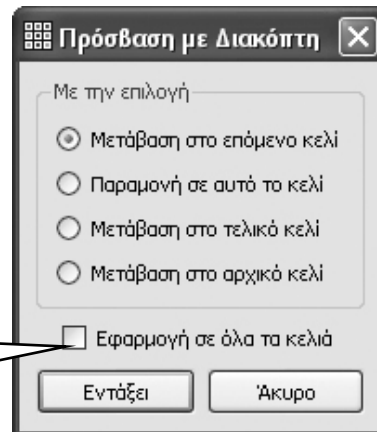 Πρόσβαση με Διακόπτη
Με την επιλογή
Μετάβαση στο επόμενο κελί
Παραμονή σε αυτό το κελί
Μετάβαση στο τελικό κελί
Μετάβαση στο αρχικό κελί
Εφαρμογή σε όλα τα κελιά
Εντάξει Άκυρο